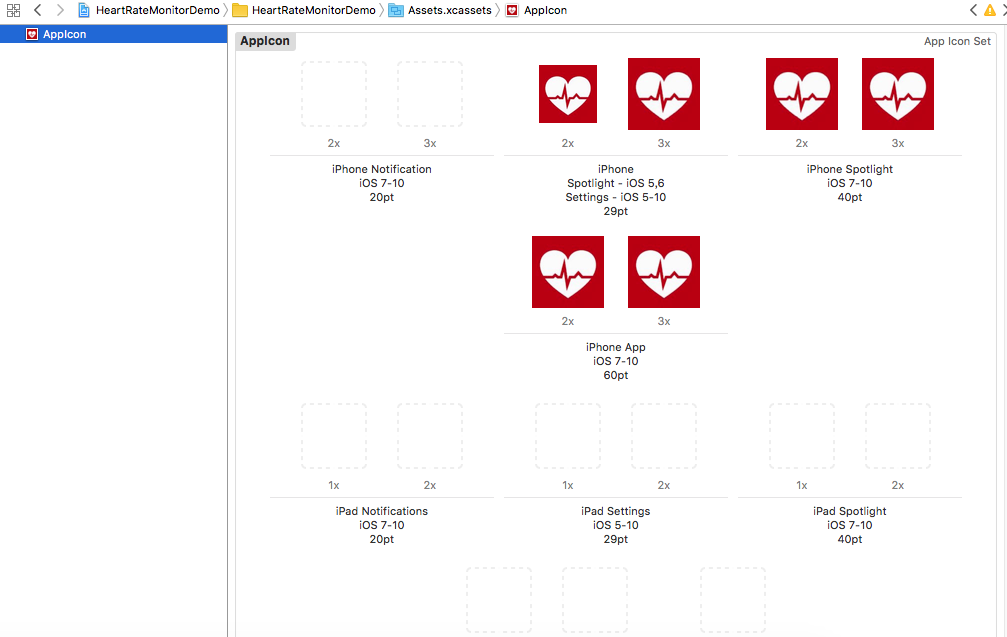 HeartRateMonitorDemo HeartRateMonitorDemo Assets.xcassets AppIcon
AppIcon
AppIcon
App Icon Set
2x 3x 2x 3x 2x 3x
iPhone Notification
iOS 7-10
20pt
iPhone
Spotlight - iOS 5,6
Settings - iOS 5-10
29pt
iPhone Spotlight
iOS 7-10
40pt
2x 3x
iPhone App
iOS 7-10
60pt
1x 2x 1x 2x 1x 2x
iPad Notifications
iOS 7-10
20pt
iPad Settings
iOS 5-10
29pt
iPad Spotlight
iOS 7-10
40pt